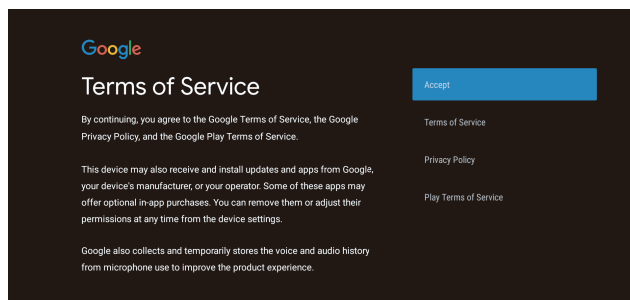 Google
Terms of Service
By continuing, you agree to the Google Terms of Service, the Google
Privacy Policy, and the Google Play Terms of Service.
This device may also receive and install updates and apps from Google,
your device's manufacturer, or your operator. Some of these apps may
offer optional in-app purchases. You can remove them or adjust their
permissions at any time from the device settings.
Google also collects and temporarily stores the voice and audio history
from microphone use to improve the product experience.
Accept
Terms of Service
Privacy Policy
Play Terms of Service